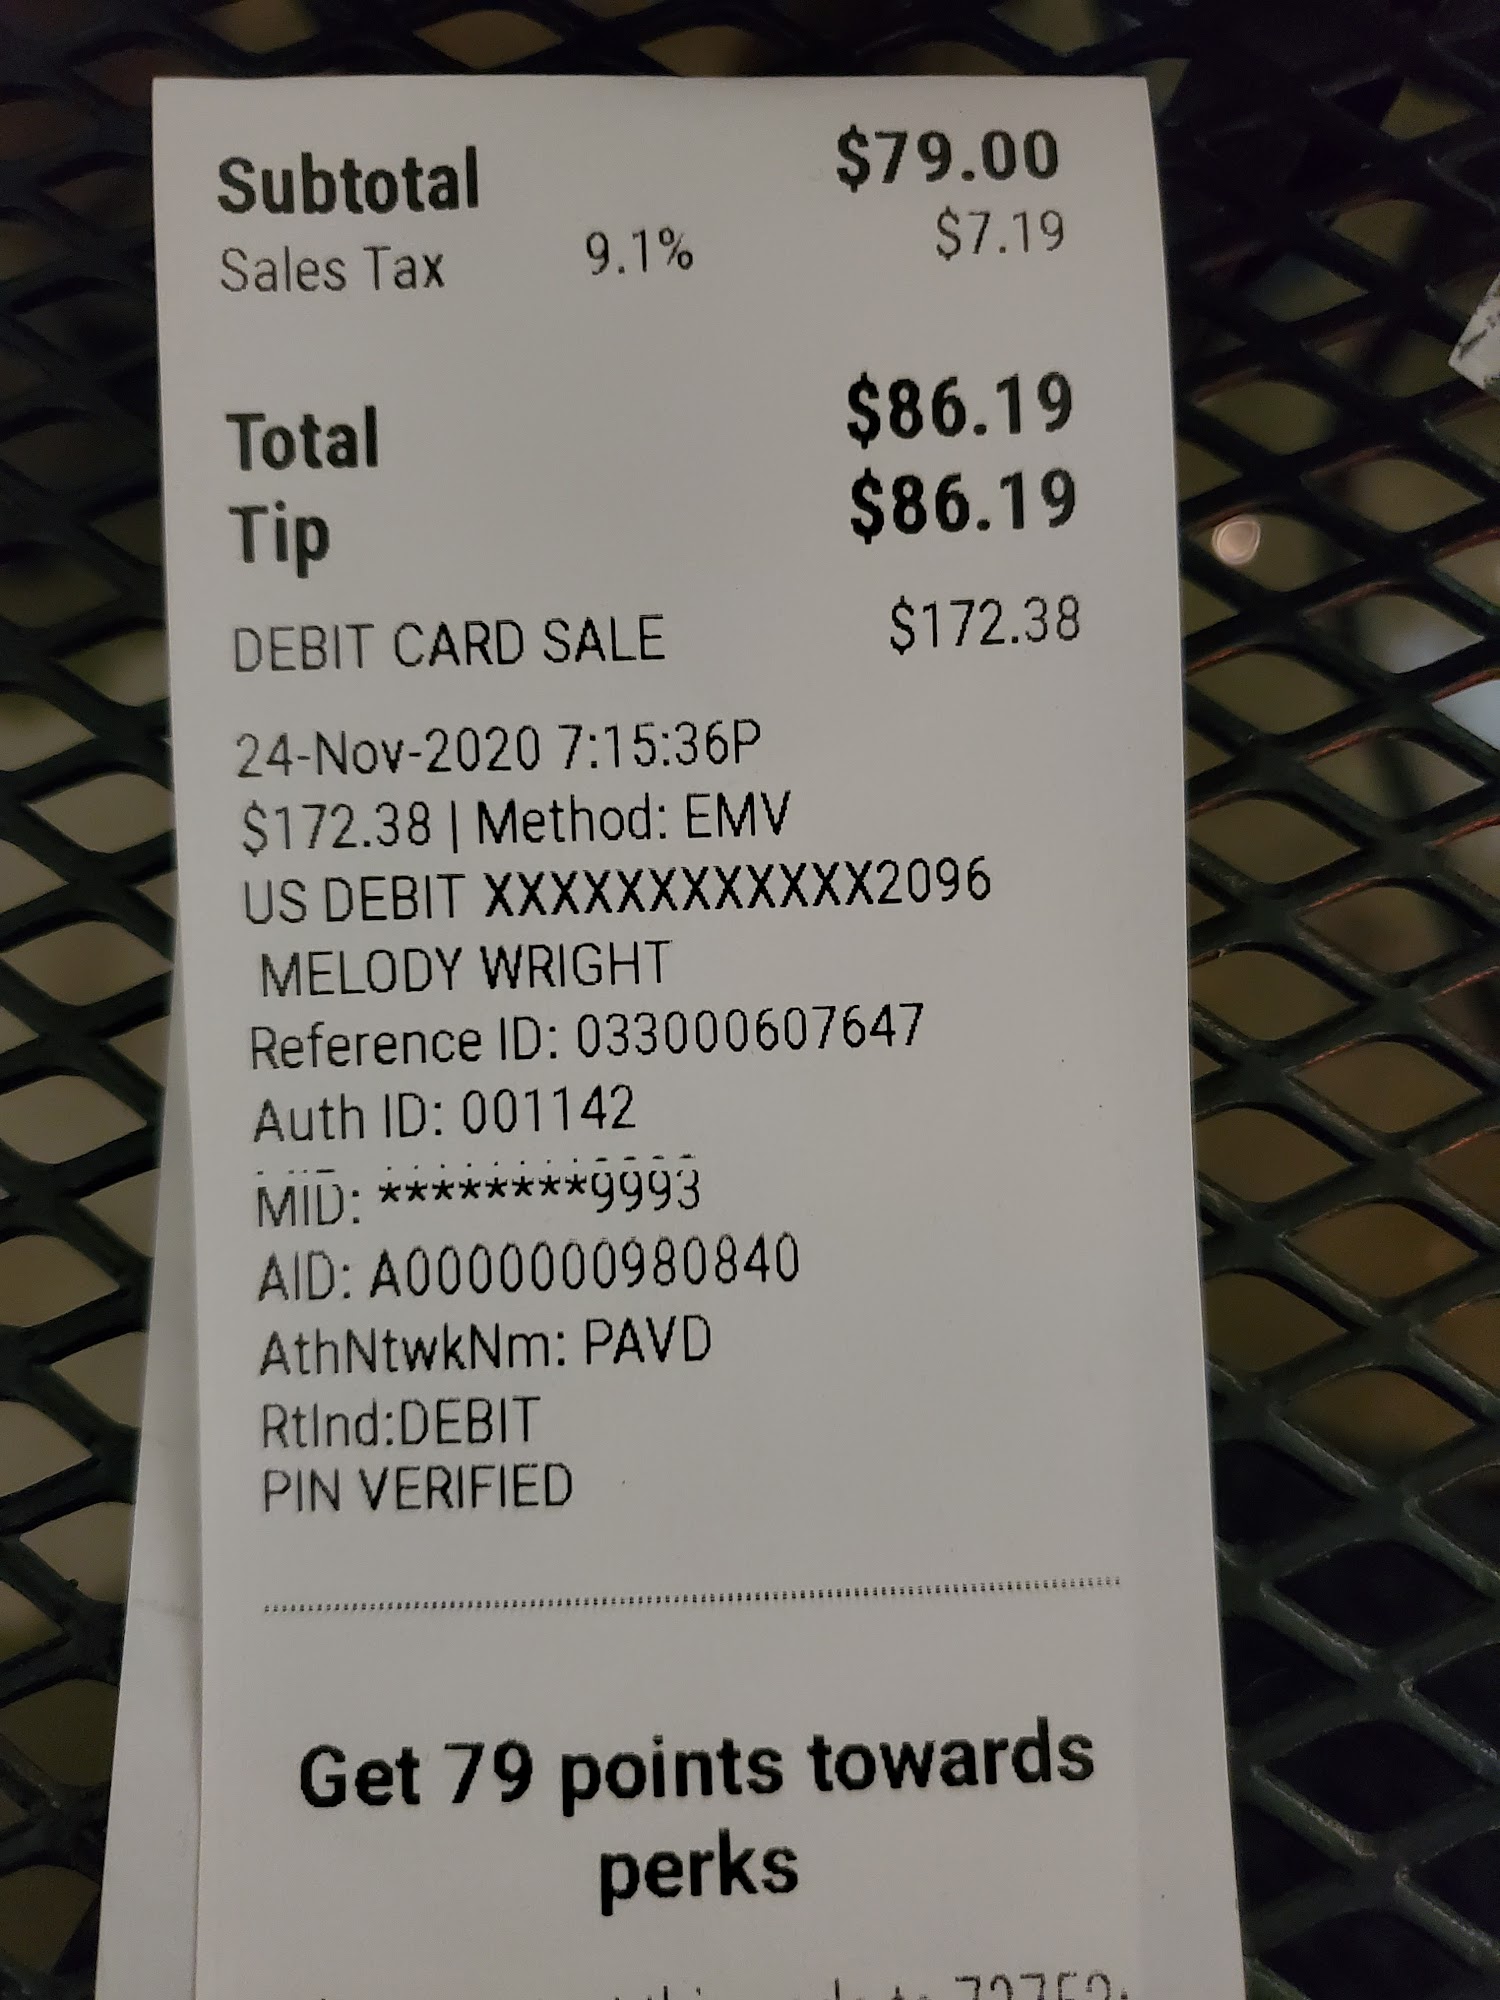 Subtotal $79.00
Sales Tax 9.1% $7.19
Total $86.19
Tip $86.19
DEBIT CARD SALE $172.38
24-Nov-2020 7:15:36P
$172.38 | Method: EMV
US DEBIT XXXXXXXXXXXX2096
MELODY WRIGHT
Reference ID: 033000607647
Auth ID: 001142
MID: ********9993
AID: A0000000980840
AthNtwkNm: PAVD
RtInd:DEBIT
PIN VERIFIED
Get 79 points towards
perks